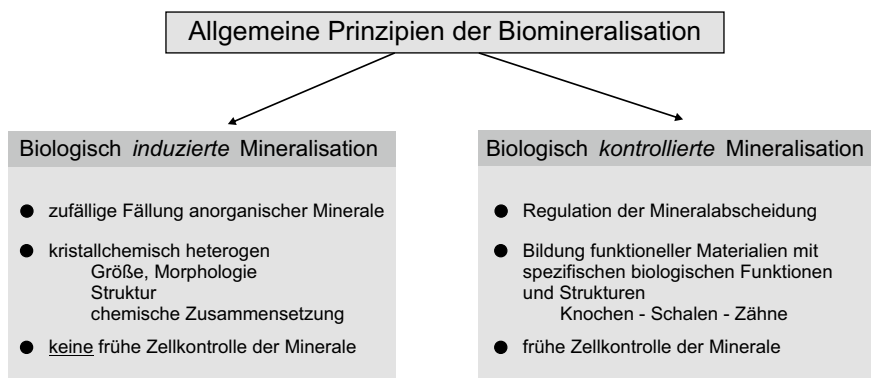 Allgemeine Prinzipien der Biomineralisation
Biologisch induzierte Mineralisation
● zufällige Fällung anorganischer Minerale
● kristallchemisch heterogen
Größe, Morphologie
Struktur
chemische Zusammensetzung
● keine frühe Zellkontrolle der Minerale
Biologisch kontrollierte Mineralisation
● Regulation der Mineralabscheidung
● Bildung funktioneller Materialien mit
spezifischen biologischen Funktionen
und Strukturen
Knochen - Schalen - Zähne
● frühe Zellkontrolle der Minerale